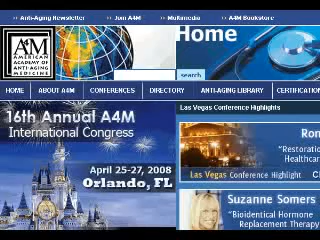 Anti-Aging Newsletter
Join A4M
Multimedia
A4M Bookstore
A4M
AMERICAN
ACADEMY OF
ANTI-AGING
MEDICINE
Home
search
HOME
ABOUT A4M
CONFERENCES
DIRECTORY
ANTI-AGING LIBRARY
CERTIFICATION
16th Annual A4M
International Congress
April 25-27, 2008
Orlando, FL
Las Vegas Conference Highlights
Ron
"Restoration
Healthcar
Las Vegas Conference Highlight
Suzanne Somers
"Bioidentical Hormone
Replacement Therapy